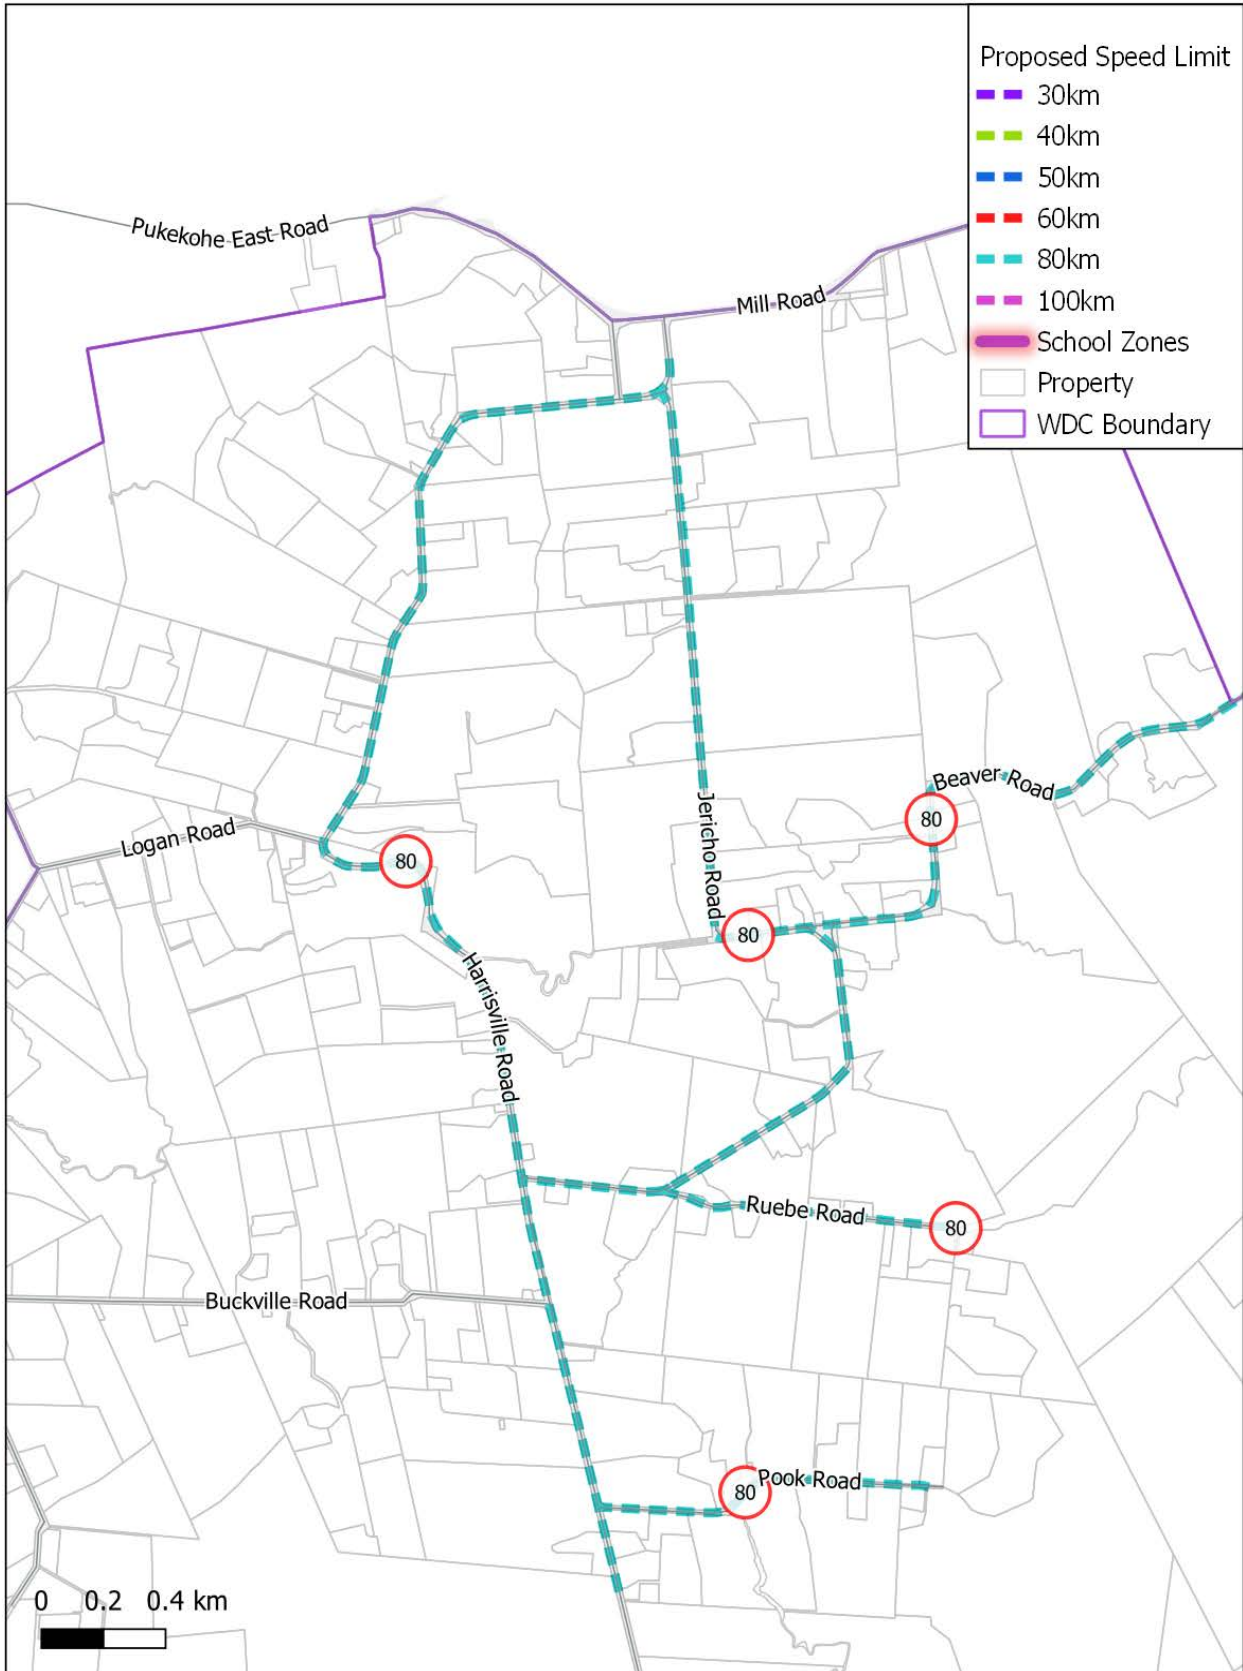 Proposed Speed Limit
30km
40km
50km
60km
80km
100km
School Zones
Property
WDC Boundary
Pukekohe East Road
Mill Road
Beaver Road
80
Jericho Road
Logan Road
80
80
Harrisville Road
Ruebe Road
80
Buckville Road
Pook Road
80
0 0.2 0.4 km